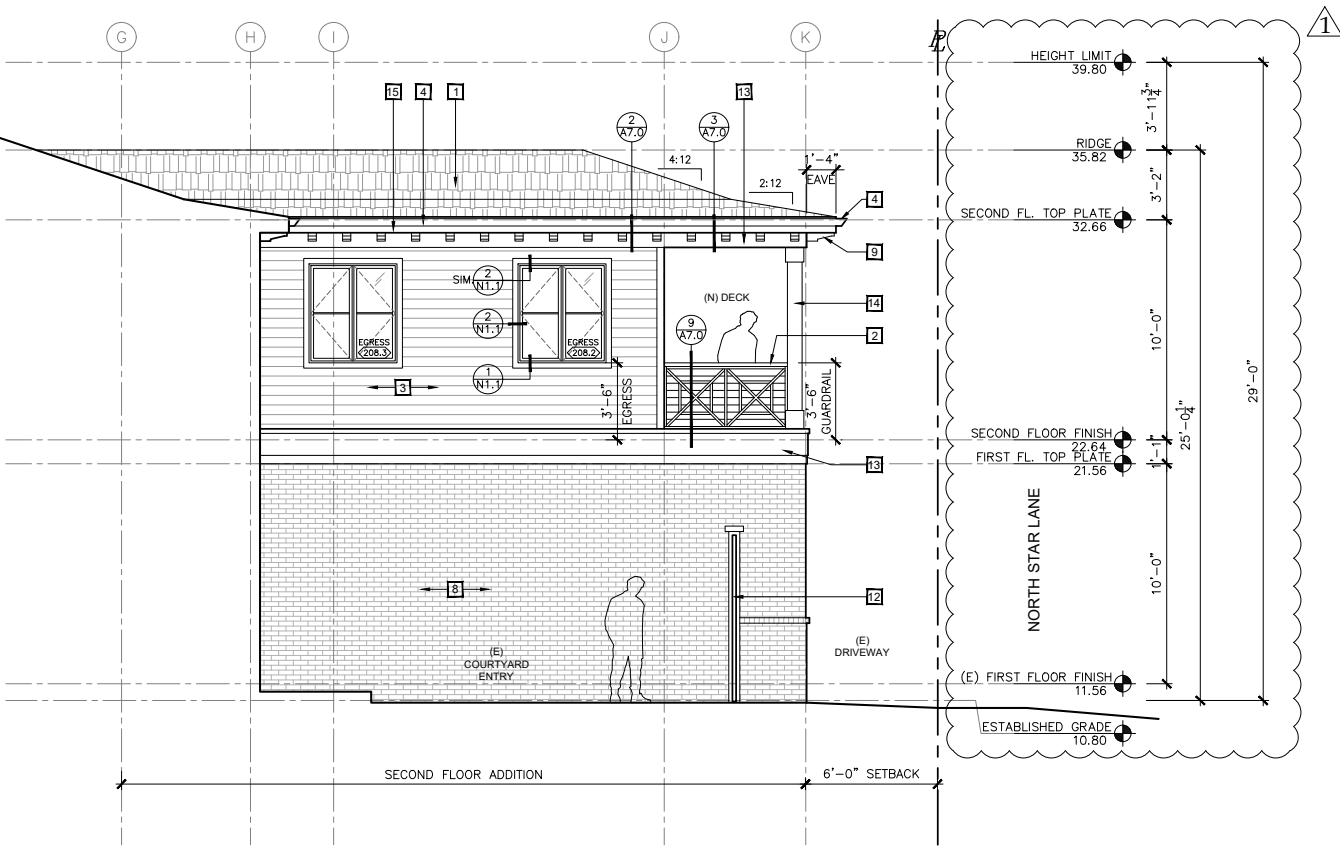 G
H
I
J
K
PL
1
HEIGHT LIMIT
39.80
3'-11 3/4"
RIDGE
35.82
3'-2"
SECOND FL. TOP PLATE
32.66
10'-0"
29'-0"
25'-0 1/4"
SECOND FLOOR FINISH
22.64
1'-1"
FIRST FL. TOP PLATE
21.56
NORTH STAR LANE
10'-0"
(E) FIRST FLOOR FINISH
11.56
ESTABLISHED GRADE
10.80
15
4
1
13
2
A7.0
3
A7.0
4:12
2:12
1'-4"
EAVE
4
9
SIM.
2
N1.1
(N) DECK
14
2
N1.1
9
A7.0
2
EGRESS
208.3
EGRESS
208.2
1
N1.1
3
3'-6"
EGRESS
3'-6"
GUARDRAIL
13
8
12
(E)
COURTYARD
ENTRY
(E)
DRIVEWAY
SECOND FLOOR ADDITION
6'-0" SETBACK